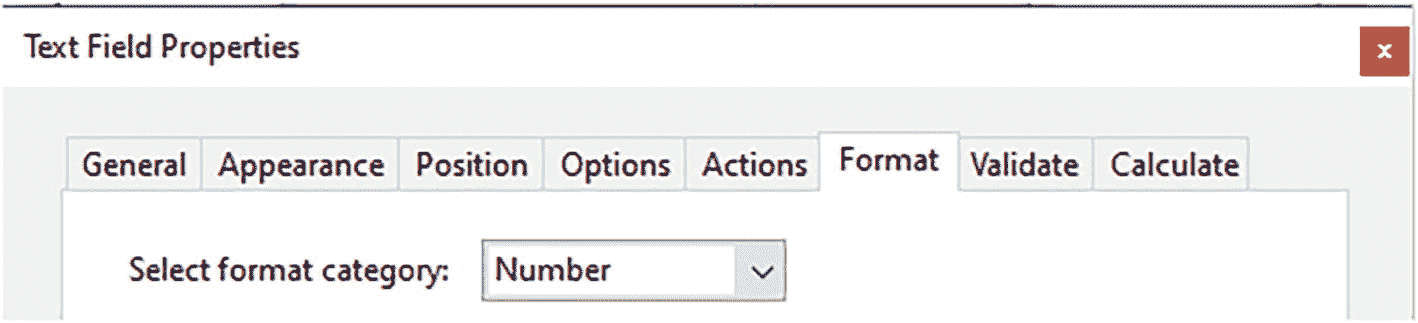 Text Field Properties
x
General Appearance Position Options Actions Format Validate Calculate
Select format category: Number